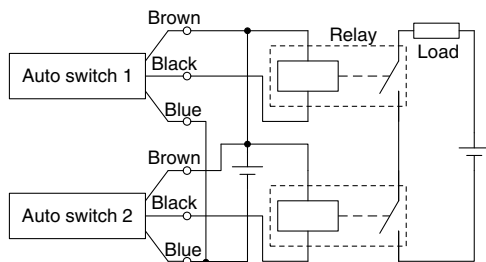 Brown
Relay
Load
Black
Auto switch 1
Blue
Brown
Black
Auto switch 2
Blue